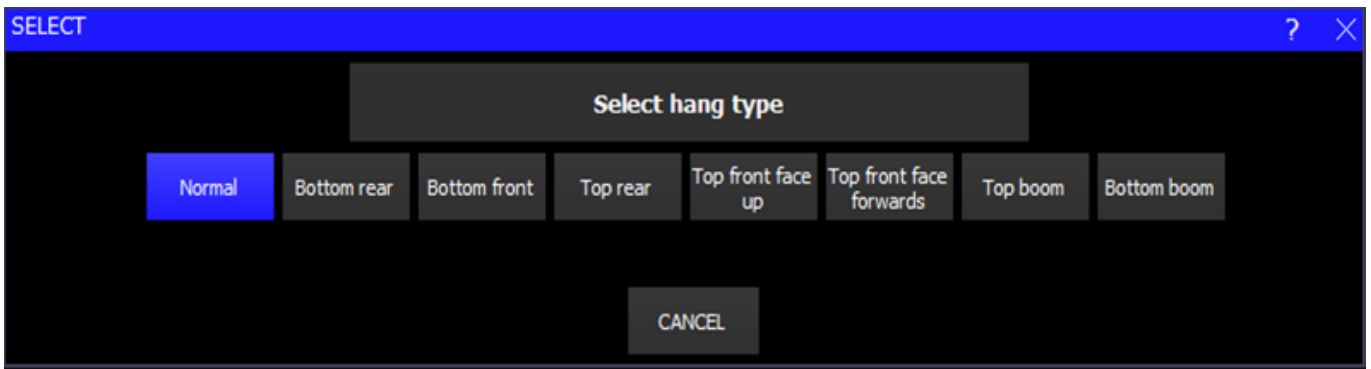 SELECT ? X
Select hang type
Normal Bottom rear Bottom front Top rear Top front face up Top front face forwards Top boom Bottom boom
CANCEL